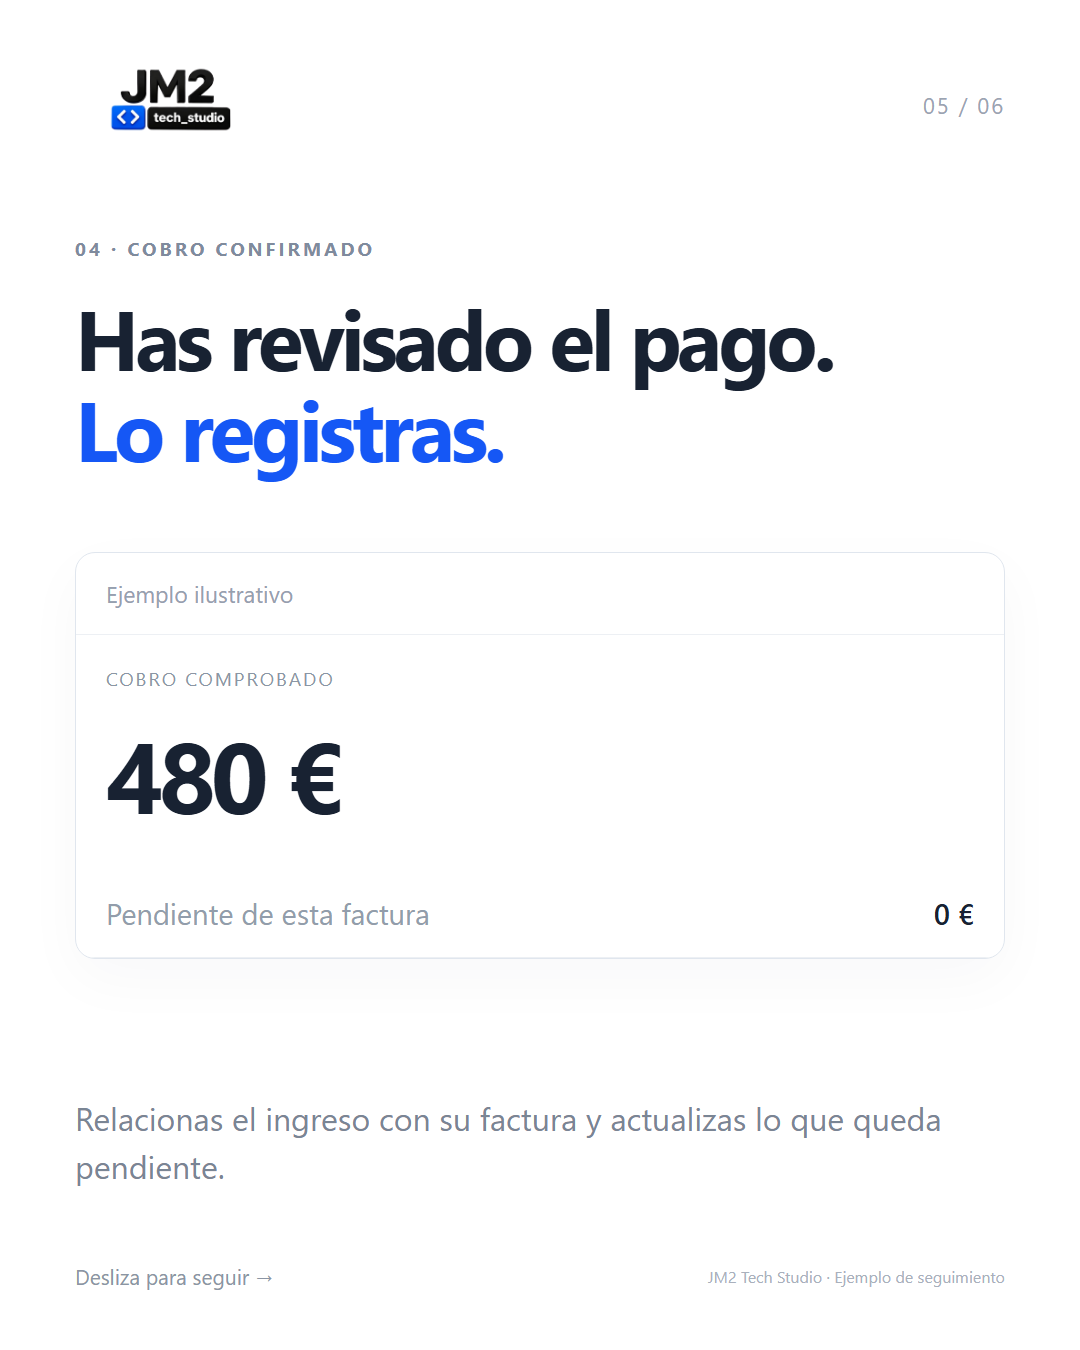 JM2
<> tech_studio
05 / 06
04 · COBRO CONFIRMADO
Has revisado el pago.
Lo registras.
Ejemplo ilustrativo
COBRO COMPROBADO
480 €
Pendiente de esta factura 0 €
Relacionas el ingreso con su factura y actualizas lo que queda
pendiente.
Desliza para seguir →
JM2 Tech Studio · Ejemplo de seguimiento